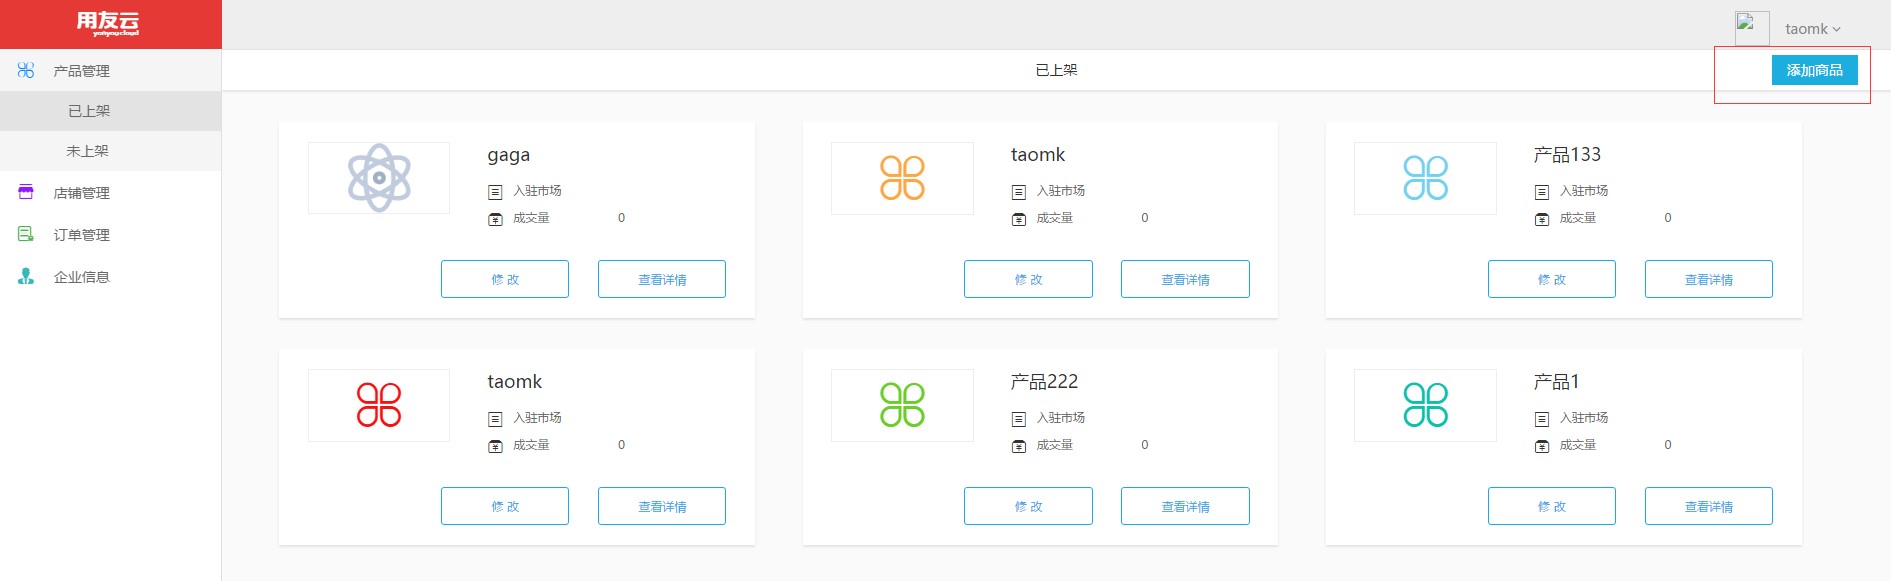 用友云
yonyoucloud
taomk
产品管理
已上架
未上架
店铺管理
订单管理
企业信息
已上架
添加商品
gaga
入驻市场
成交量 0
修 改 查看详情
taomk
入驻市场
成交量 0
修 改 查看详情
产品133
入驻市场
成交量 0
修 改 查看详情
taomk
入驻市场
成交量 0
修 改 查看详情
产品222
入驻市场
成交量 0
修 改 查看详情
产品1
入驻市场
成交量 0
修 改 查看详情